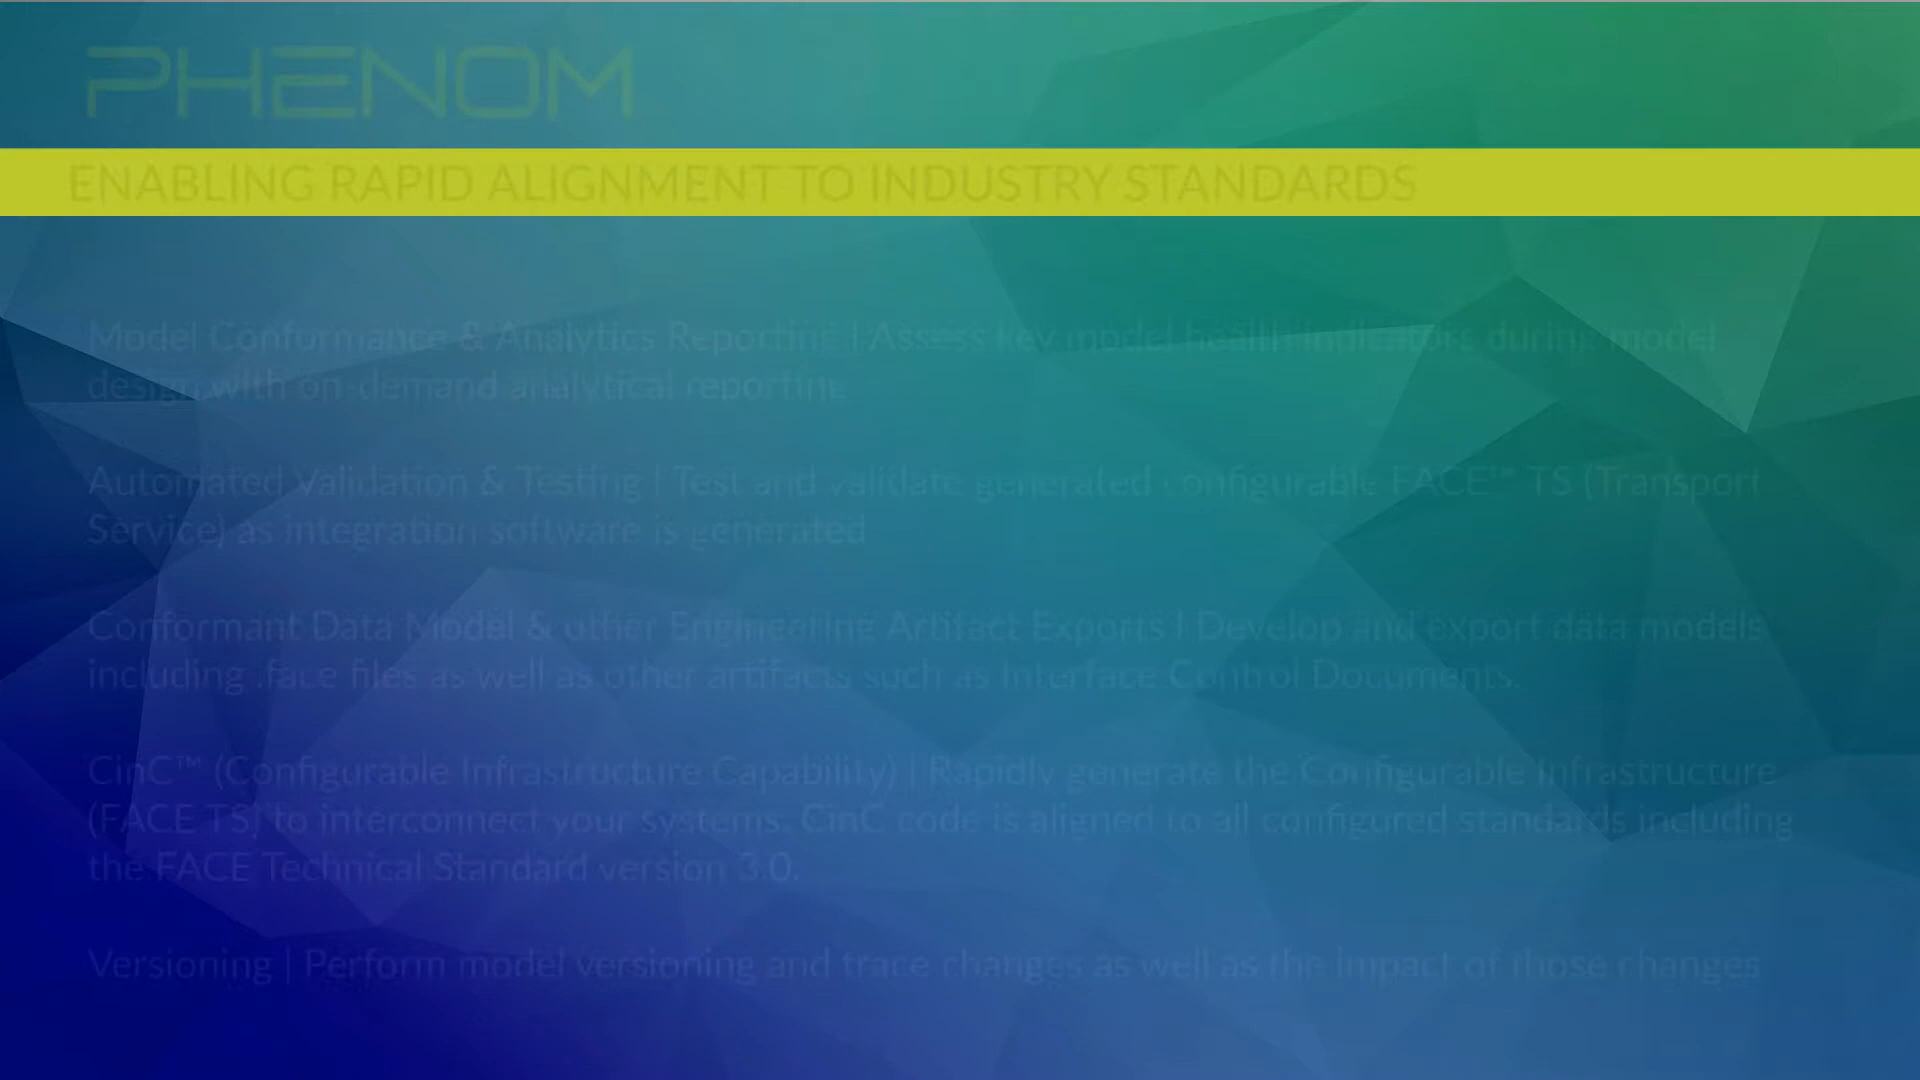 PHENOM
ENABLING RAPID ALIGNMENT TO INDUSTRY STANDARDS
Model Conformance & Analytics Reporting | Assess key model health indicators during model
design with on-demand analytical reporting
Automated Validation & Testing | Test and validate generated configurable FACE™ TS (Transport
Service) as integration software is generated
Conformant Data Model & other Engineering Artifact Exports | Develop and export data models
including .face files as well as other artifacts such as Interface Control Documents.
CinC™ (Configurable Infrastructure Capability) | Rapidly generate the Configurable Infrastructure
(FACE TS) to interconnect your systems. CinC code is aligned to all configured standards including
the FACE Technical Standard version 3.0.
Versioning | Perform model versioning and trace changes as well as the impact of those changes